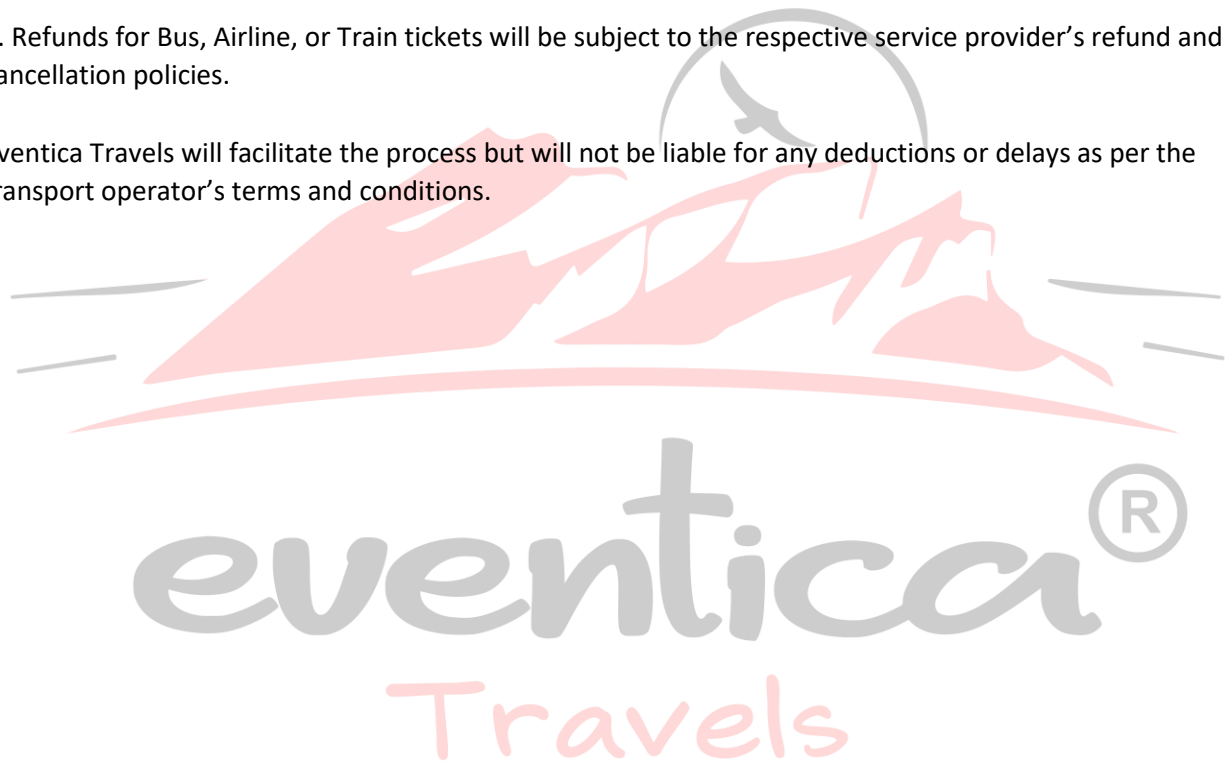 . Refunds for Bus, Airline, or Train tickets will be subject to the respective service provider’s refund and
ancellation policies.
ventica Travels will facilitate the process but will not be liable for any deductions or delays as per the
ransport operator’s terms and conditions.
eventica®
Travels